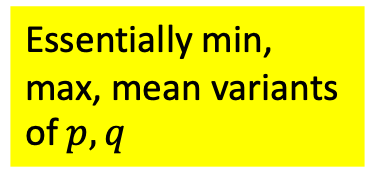 Essentially min,
max, mean variants
of p, q